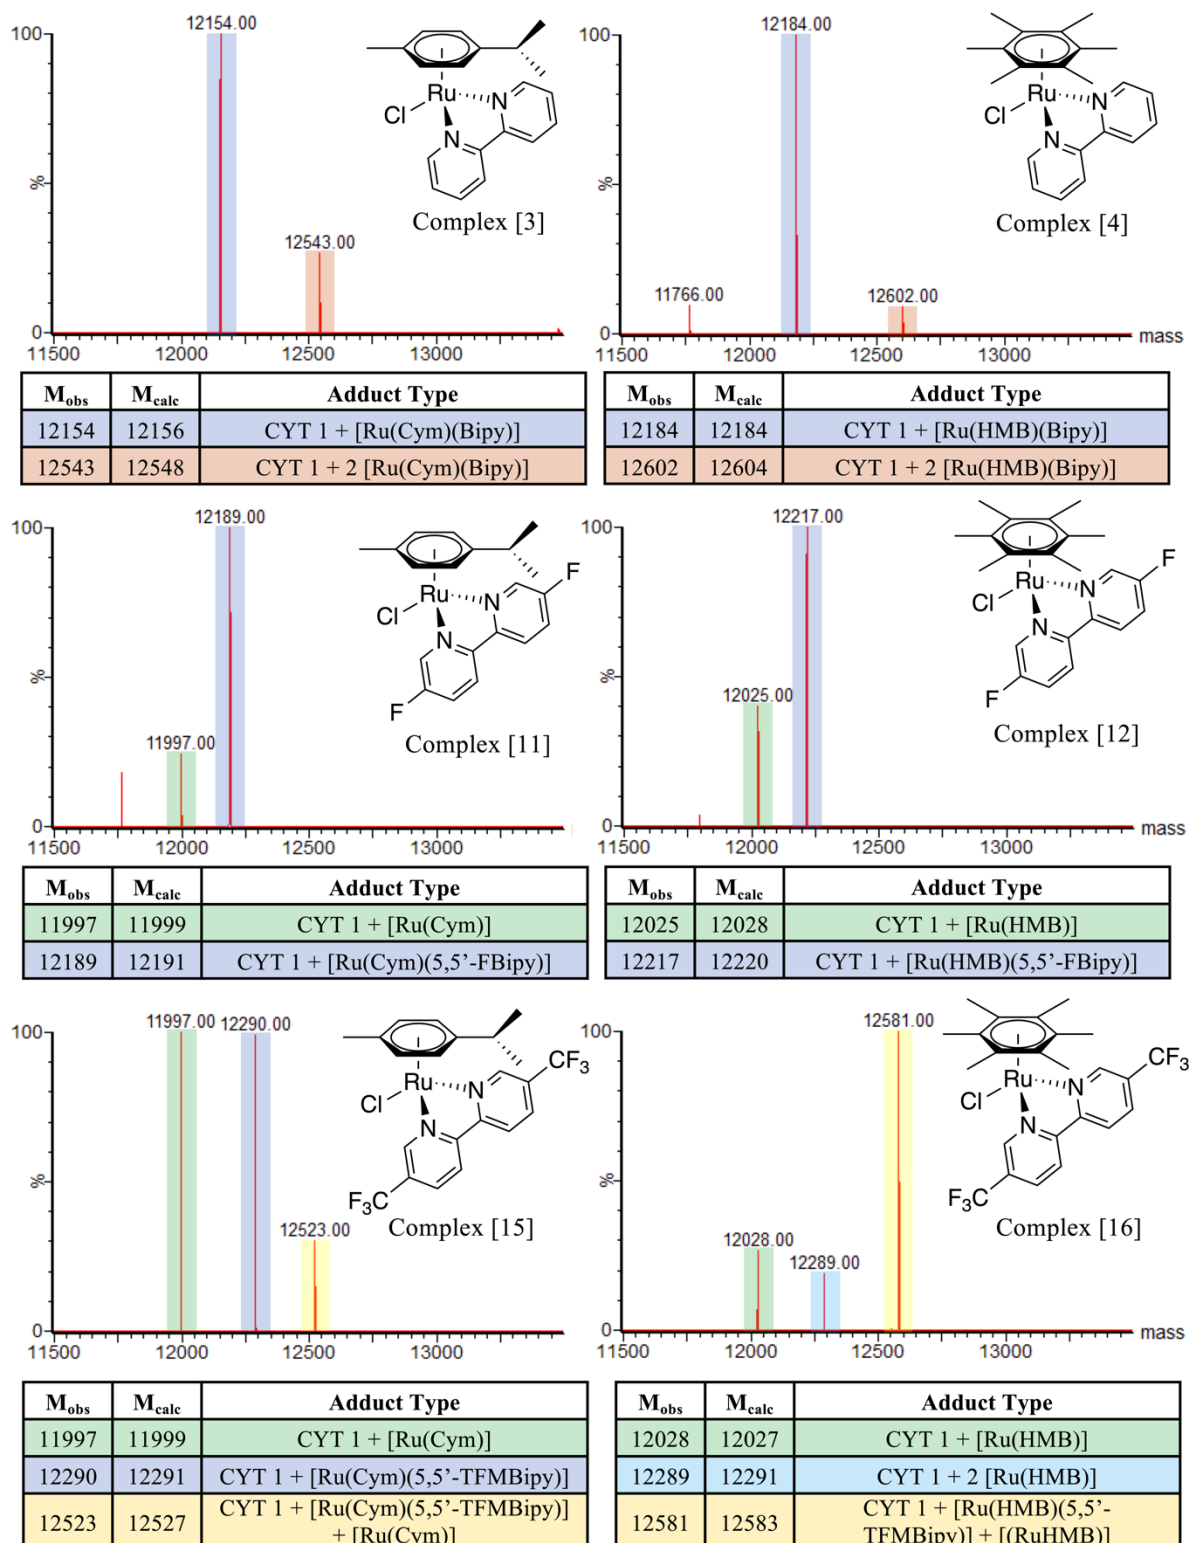 12154.00
100
%
12543.00
0
11500 12000 12500 13000
Ru
Cl
N
N
Complex [3]
12184.00
100
%
11766.00
12602.00
0
11500 12000 12500 13000
mass
Ru
Cl
N
N
Complex [4]
Mobs Mcalc Adduct Type
12154 12156 CYT 1 + [Ru(Cym)(Bipy)]
12543 12548 CYT 1 + 2 [Ru(Cym)(Bipy)]
Mobs Mcalc Adduct Type
12184 12184 CYT 1 + [Ru(HMB)(Bipy)]
12602 12604 CYT 1 + 2 [Ru(HMB)(Bipy)]
12189.00
100
%
11997.00
0
11500 12000 12500 13000
F
Ru
Cl
N
N
F
Complex [11]
12217.00
100
%
12025.00
0
11500 12000 12500 13000
mass
F
Ru
Cl
N
N
F
Complex [12]
Mobs Mcalc Adduct Type
11997 11999 CYT 1 + [Ru(Cym)]
12189 12191 CYT 1 + [Ru(Cym)(5,5’-FBipy)]
Mobs Mcalc Adduct Type
12025 12028 CYT 1 + [Ru(HMB)]
12217 12220 CYT 1 + [Ru(HMB)(5,5’-FBipy)]
11997.00 12290.00
100
%
12523.00
0
11500 12000 12500 13000
CF3
Ru
Cl
N
N
F3C
Complex [15]
12581.00
100
%
12028.00
12289.00
0
11500 12000 12500 13000
mass
CF3
Ru
Cl
N
N
F3C
Complex [16]
Mobs Mcalc Adduct Type
11997 11999 CYT 1 + [Ru(Cym)]
12290 12291 CYT 1 + [Ru(Cym)(5,5’-TFMBipy)]
12523 12527 CYT 1 + [Ru(Cym)(5,5’-TFMBipy)]
+ [Ru(Cym)]
Mobs Mcalc Adduct Type
12028 12027 CYT 1 + [Ru(HMB)]
12289 12291 CYT 1 + 2 [Ru(HMB)]
12581 12583 CYT 1 + [Ru(HMB)(5,5’-
TFMBipy)] + [(RuHMB)]